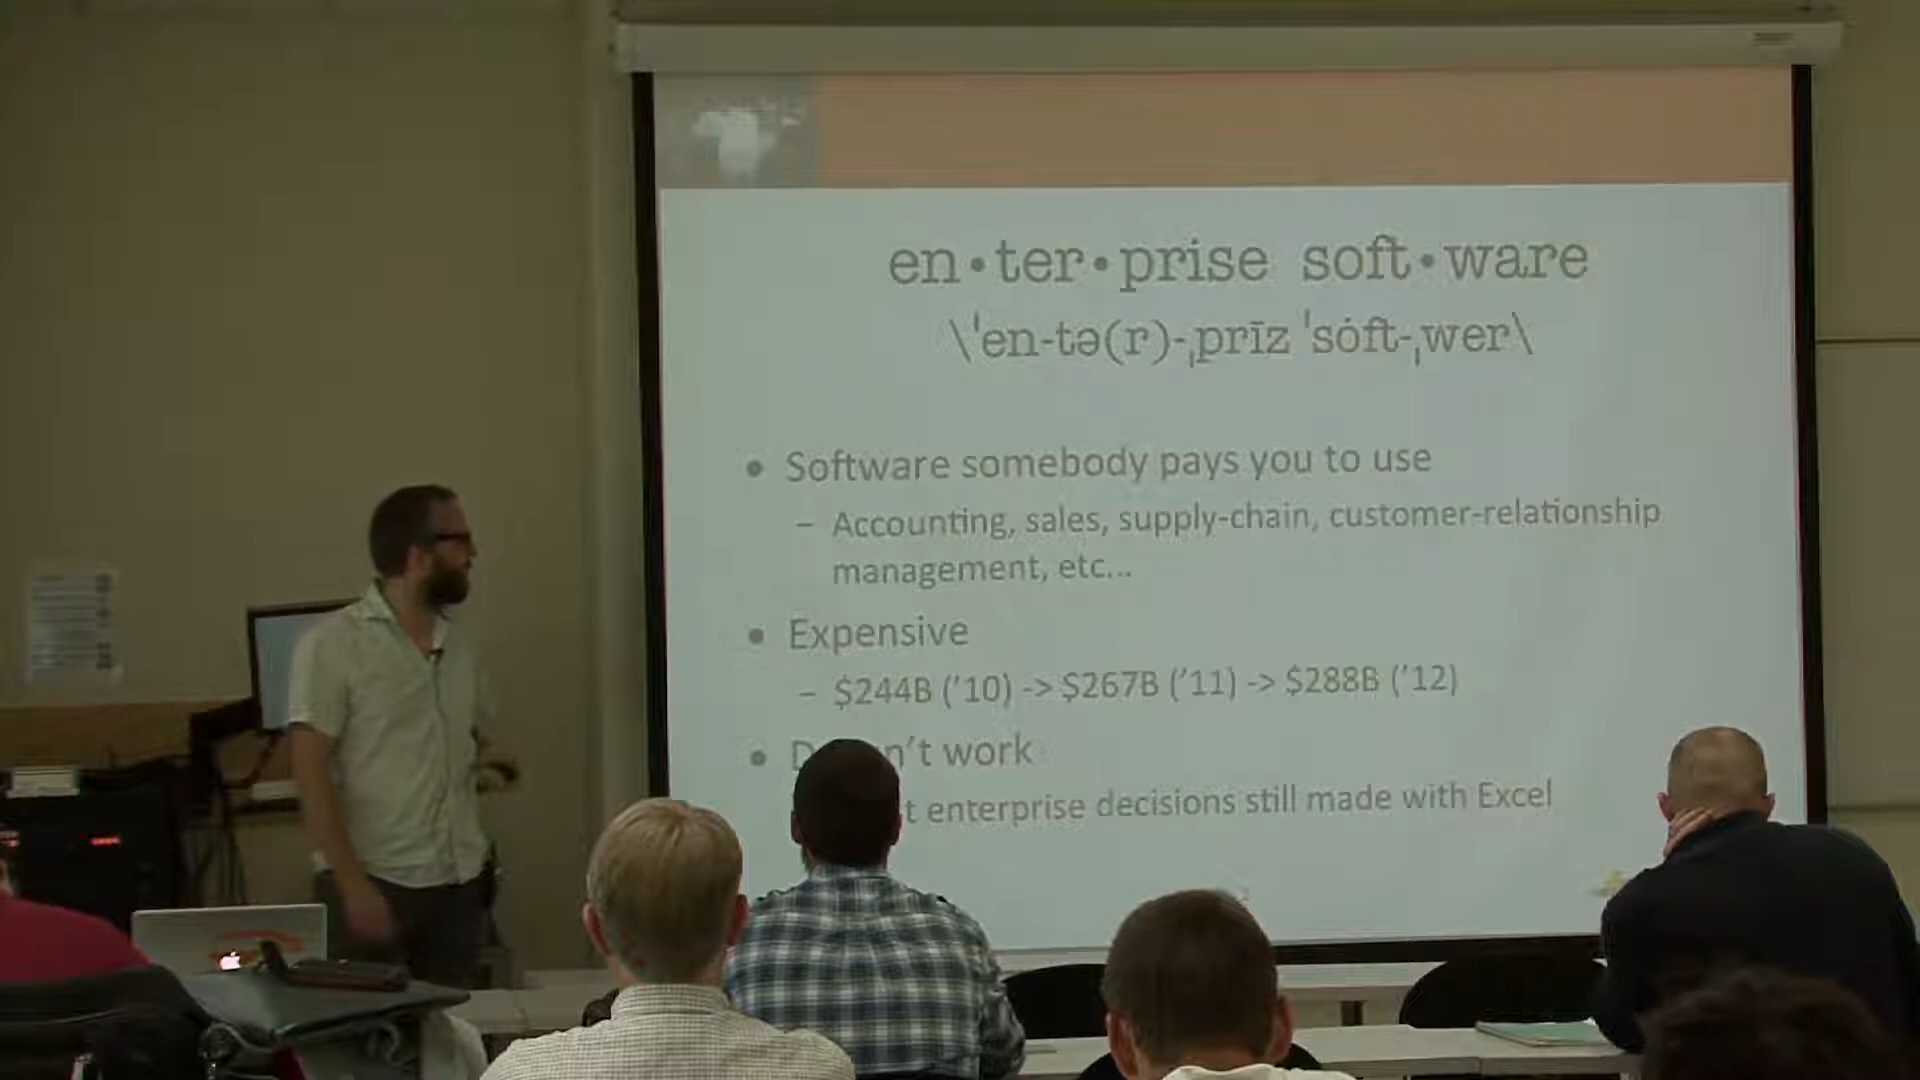 en•ter•prise soft•ware
\ˈen-tə(r)-ˌprīz ˈsȯft-ˌwer\
• Software somebody pays you to use
– Accounting, sales, supply-chain, customer-relationship
management, etc...
• Expensive
– $244B (’10) -> $267B (’11) -> $288B (’12)
• D n’t work
t enterprise decisions still made with Excel